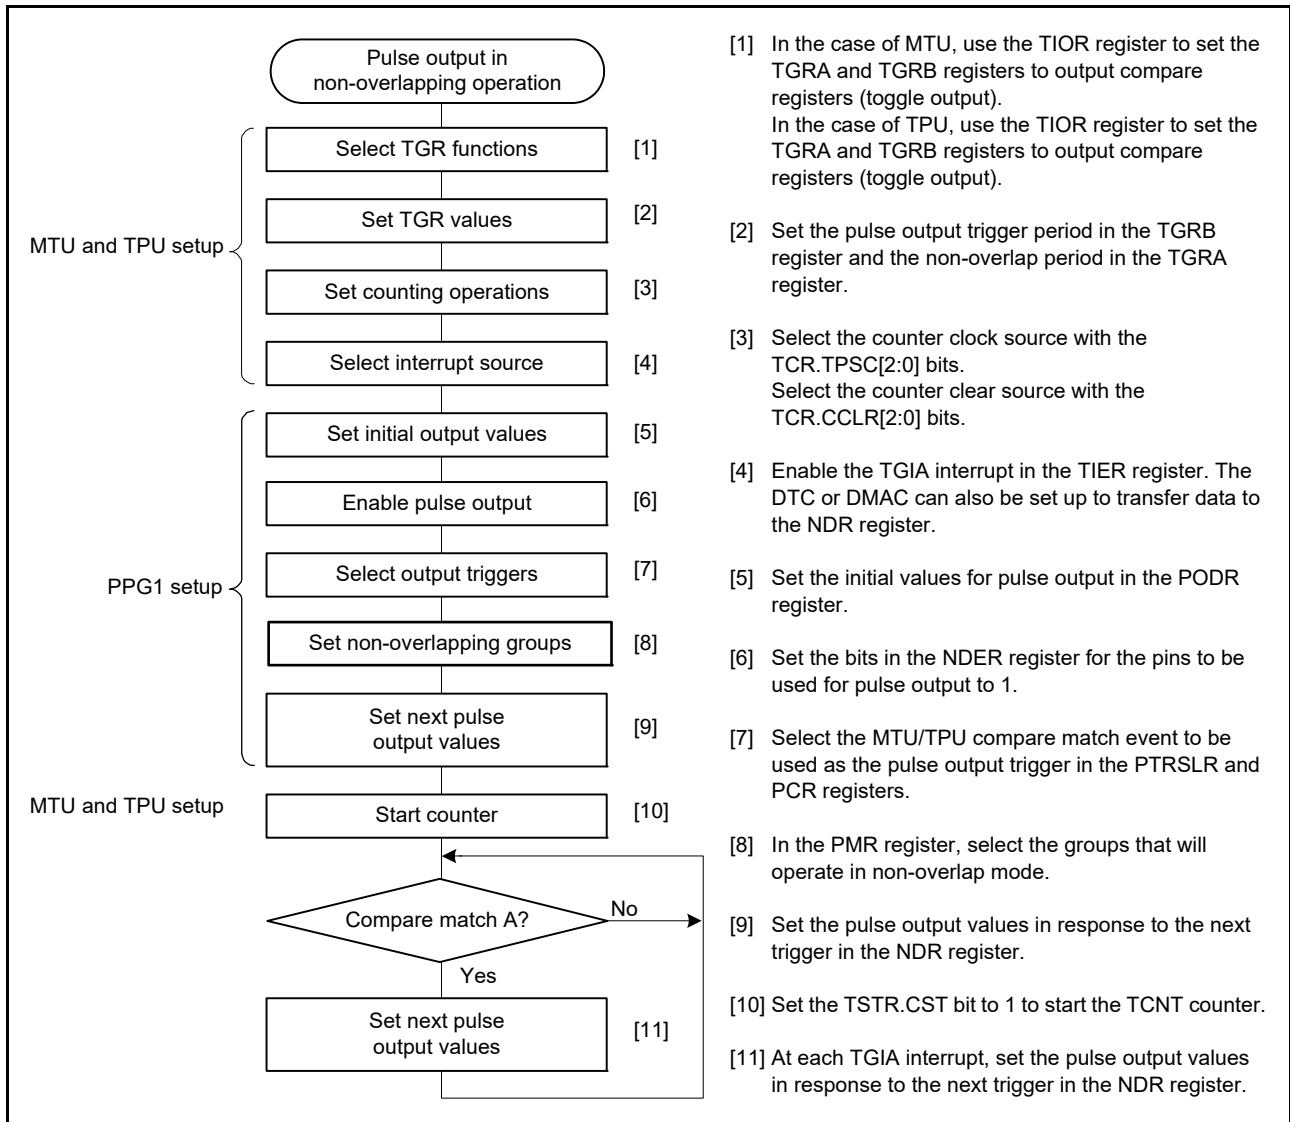 Pulse output in
non-overlapping operation
MTU and TPU setup
Select TGR functions
[1]
Set TGR values
[2]
Set counting operations
[3]
Select interrupt source
[4]
PPG1 setup
Set initial output values
[5]
Enable pulse output
[6]
Select output triggers
[7]
Set non-overlapping groups
[8]
Set next pulse
output values
[9]
MTU and TPU setup
Start counter
[10]
Compare match A?
No
Yes
Set next pulse
output values
[11]
[1] In the case of MTU, use the TIOR register to set the
TGRA and TGRB registers to output compare
registers (toggle output).
In the case of TPU, use the TIOR register to set the
TGRA and TGRB registers to output compare
registers (toggle output).
[2] Set the pulse output trigger period in the TGRB
register and the non-overlap period in the TGRA
register.
[3] Select the counter clock source with the
TCR.TPSC[2:0] bits.
Select the counter clear source with the
TCR.CCLR[2:0] bits.
[4] Enable the TGIA interrupt in the TIER register. The
DTC or DMAC can also be set up to transfer data to
the NDR register.
[5] Set the initial values for pulse output in the PODR
register.
[6] Set the bits in the NDER register for the pins to be
used for pulse output to 1.
[7] Select the MTU/TPU compare match event to be
used as the pulse output trigger in the PTRSLR and
PCR registers.
[8] In the PMR register, select the groups that will
operate in non-overlap mode.
[9] Set the pulse output values in response to the next
trigger in the NDR register.
[10] Set the TSTR.CST bit to 1 to start the TCNT counter.
[11] At each TGIA interrupt, set the pulse output values
in response to the next trigger in the NDR register.